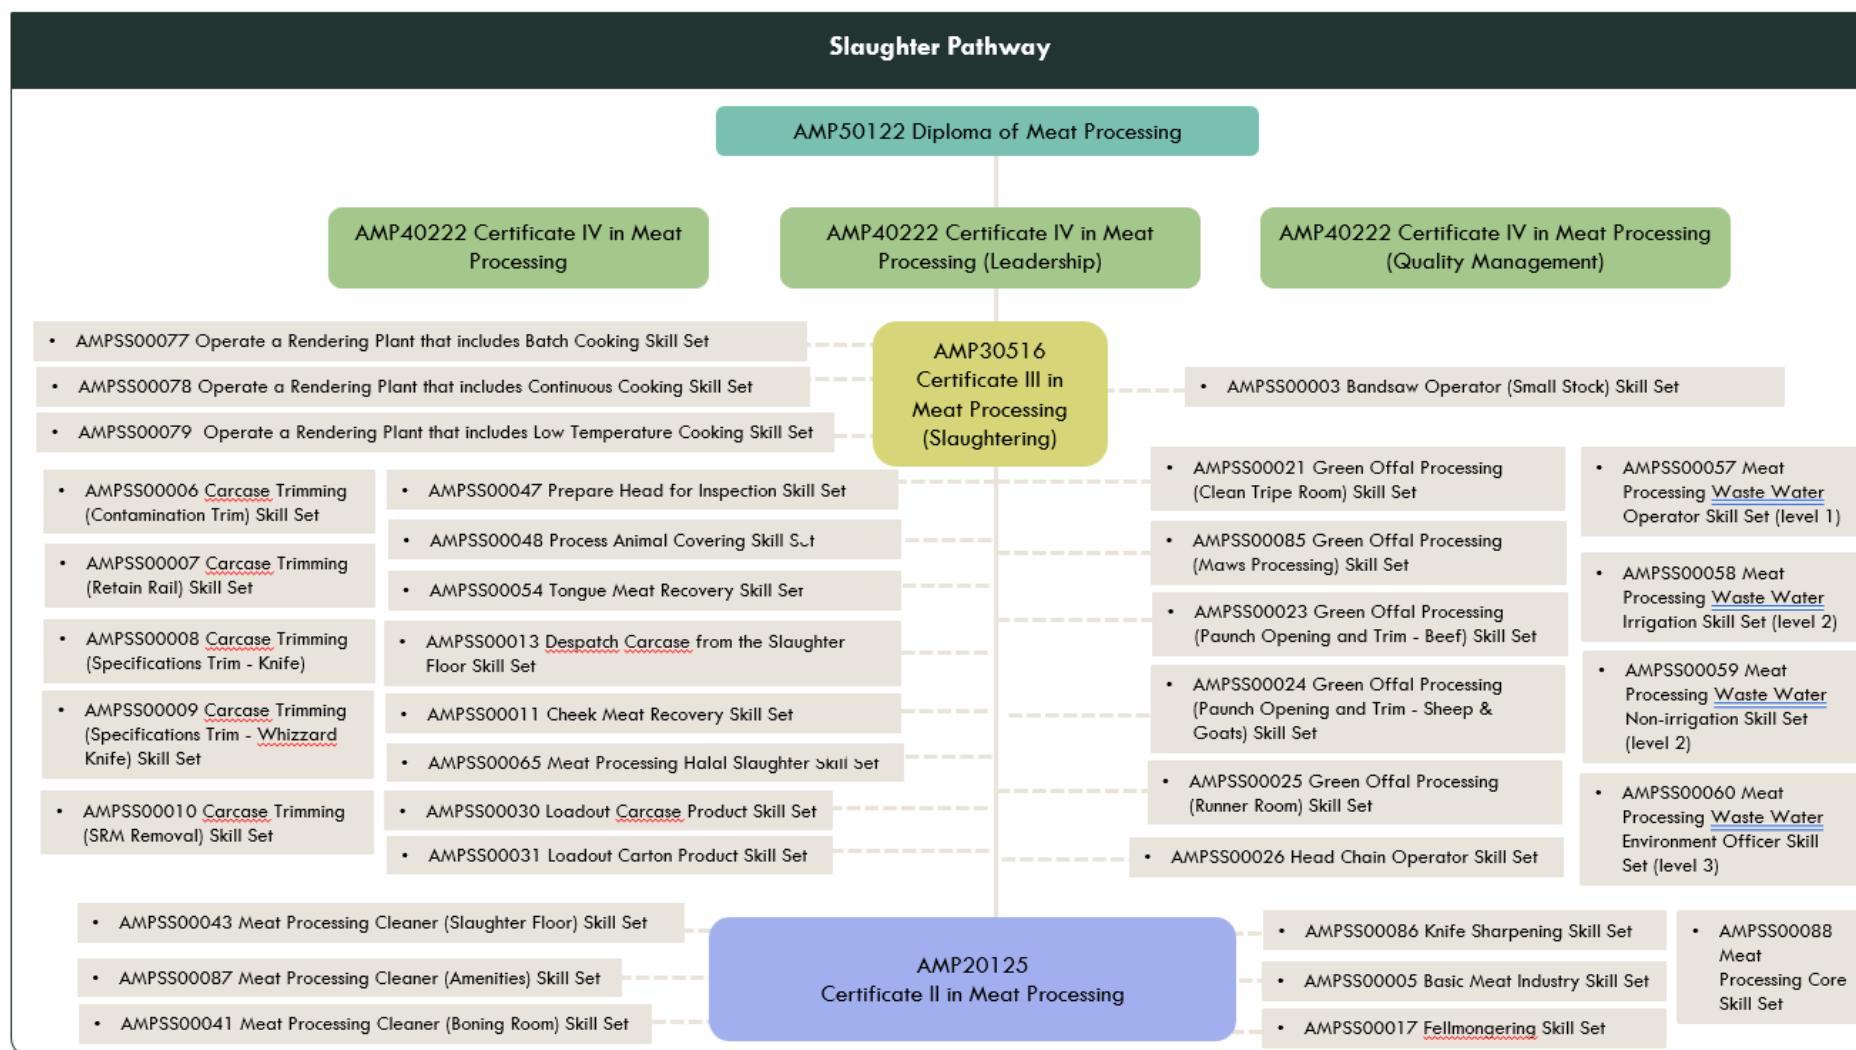 Slaughter Pathway
AMP50122 Diploma of Meat Processing
AMP40222 Certificate IV in Meat
Processing
AMP40222 Certificate IV in Meat
Processing (Leadership)
AMP40222 Certificate IV in Meat Processing
(Quality Management)
• AMPSS00077 Operate a Rendering Plant that includes Batch Cooking Skill Set
• AMPSS00078 Operate a Rendering Plant that includes Continuous Cooking Skill Set
• AMPSS00079 Operate a Rendering Plant that includes Low Temperature Cooking Skill Set
AMP30516
Certificate III in
Meat Processing
(Slaughtering)
• AMPSS00003 Bandsaw Operator (Small Stock) Skill Set
• AMPSS00006 Carcase Trimming
(Contamination Trim) Skill Set
• AMPSS00007 Carcase Trimming
(Retain Rail) Skill Set
• AMPSS00008 Carcase Trimming
(Specifications Trim - Knife)
• AMPSS00009 Carcase Trimming
(Specifications Trim - Whizzard
Knife) Skill Set
• AMPSS00010 Carcase Trimming
(SRM Removal) Skill Set
• AMPSS00047 Prepare Head for Inspection Skill Set
• AMPSS00048 Process Animal Covering Skill Set
• AMPSS00054 Tongue Meat Recovery Skill Set
• AMPSS00013 Despatch Carcase from the Slaughter
Floor Skill Set
• AMPSS00011 Cheek Meat Recovery Skill Set
• AMPSS00065 Meat Processing Halal Slaughter Skill Set
• AMPSS00030 Loadout Carcase Product Skill Set
• AMPSS00031 Loadout Carton Product Skill Set
• AMPSS00021 Green Offal Processing
(Clean Tripe Room) Skill Set
• AMPSS00085 Green Offal Processing
(Maws Processing) Skill Set
• AMPSS00023 Green Offal Processing
(Paunch Opening and Trim - Beef) Skill Set
• AMPSS00024 Green Offal Processing
(Paunch Opening and Trim - Sheep &
Goats) Skill Set
• AMPSS00025 Green Offal Processing
(Runner Room) Skill Set
• AMPSS00026 Head Chain Operator Skill Set
• AMPSS00057 Meat
Processing Waste Water
Operator Skill Set (level 1)
• AMPSS00058 Meat
Processing Waste Water
Irrigation Skill Set (level 2)
• AMPSS00059 Meat
Processing Waste Water
Non-irrigation Skill Set
(level 2)
• AMPSS00060 Meat
Processing Waste Water
Environment Officer Skill
Set (level 3)
• AMPSS00043 Meat Processing Cleaner (Slaughter Floor) Skill Set
• AMPSS00087 Meat Processing Cleaner (Amenities) Skill Set
• AMPSS00041 Meat Processing Cleaner (Boning Room) Skill Set
AMP20125
Certificate II in Meat Processing
• AMPSS00086 Knife Sharpening Skill Set
• AMPSS00005 Basic Meat Industry Skill Set
• AMPSS00017 Fellmongering Skill Set
• AMPSS00088
Meat
Processing Core
Skill Set